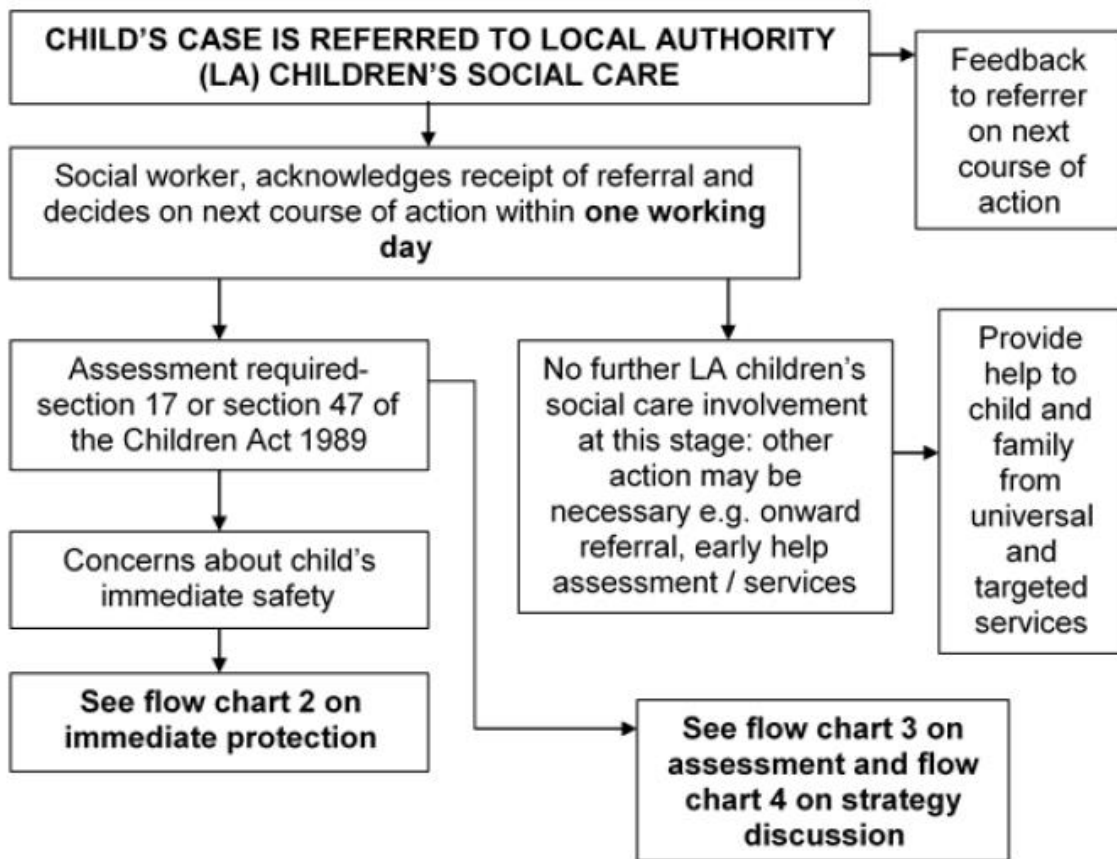 CHILD'S CASE IS REFERRED TO LOCAL AUTHORITY
(LA) CHILDREN'S SOCIAL CARE
Feedback
to referrer
on next
course of
action
Social worker, acknowledges receipt of referral and
decides on next course of action within one working
day
Assessment required-
section 17 or section 47 of
the Children Act 1989
No further LA children's
social care involvement
at this stage: other
action may be
necessary e.g. onward
referral, early help
assessment / services
Provide
help to
child and
family
from
universal
and
targeted
services
Concerns about child's
immediate safety
See flow chart 2 on
immediate protection
See flow chart 3 on
assessment and flow
chart 4 on strategy
discussion